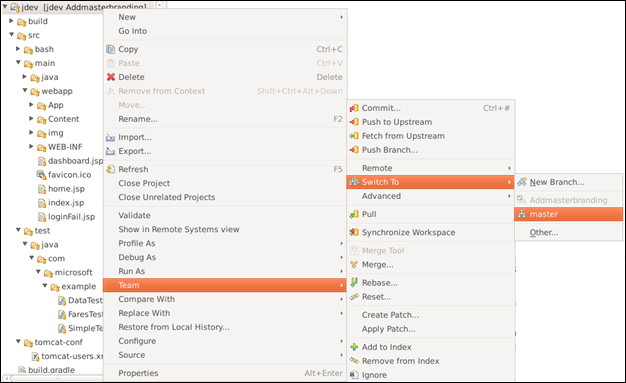 jdev [jdev Addmasterbranding]
build
src
bash
main
java
webapp
App
Content
img
WEB-INF
dashboard.jsp
favicon.ico
home.jsp
index.jsp
loginFail.jsp
test
java
com
microsoft
example
DataTest
FaresTest
SimpleTe
tomcat-conf
tomcat-users.xm
build.gradle
New
Go Into
Copy Ctrl+C
Paste Ctrl+V
Delete Delete
Remove from Context Shift+Ctrl+Alt+Down
Move...
Rename... F2
Import...
Export...
Refresh F5
Close Project
Close Unrelated Projects
Validate
Show in Remote Systems view
Profile As
Debug As
Run As
Team
Compare With
Replace With
Restore from Local History...
Configure
Source
Properties Alt+Enter
Commit... Ctrl+#
Push to Upstream
Fetch from Upstream
Push Branch...
Remote
Switch To
Advanced
Pull
Synchronize Workspace
Merge Tool
Merge...
Rebase...
Reset...
Create Patch...
Apply Patch...
Add to Index
Remove from Index
Ignore
New Branch...
Addmasterbranding
master
Other...